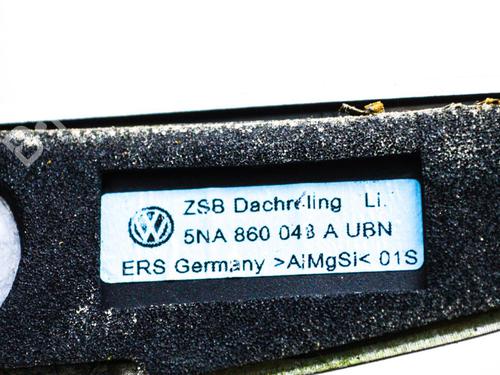 ZSB Dachreling Li.
5NA 860 043 A UBN
ERS Germany >AlMgSi< 01S